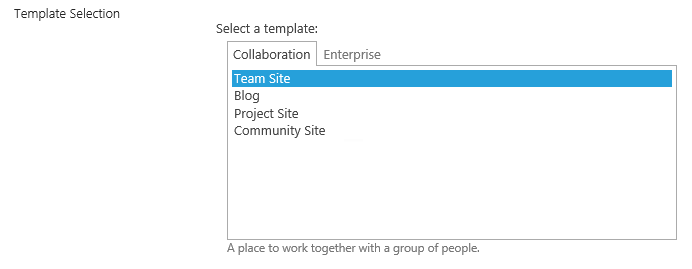 Template Selection
Select a template:
Collaboration Enterprise
Team Site
Blog
Project Site
Community Site
A place to work together with a group of people.